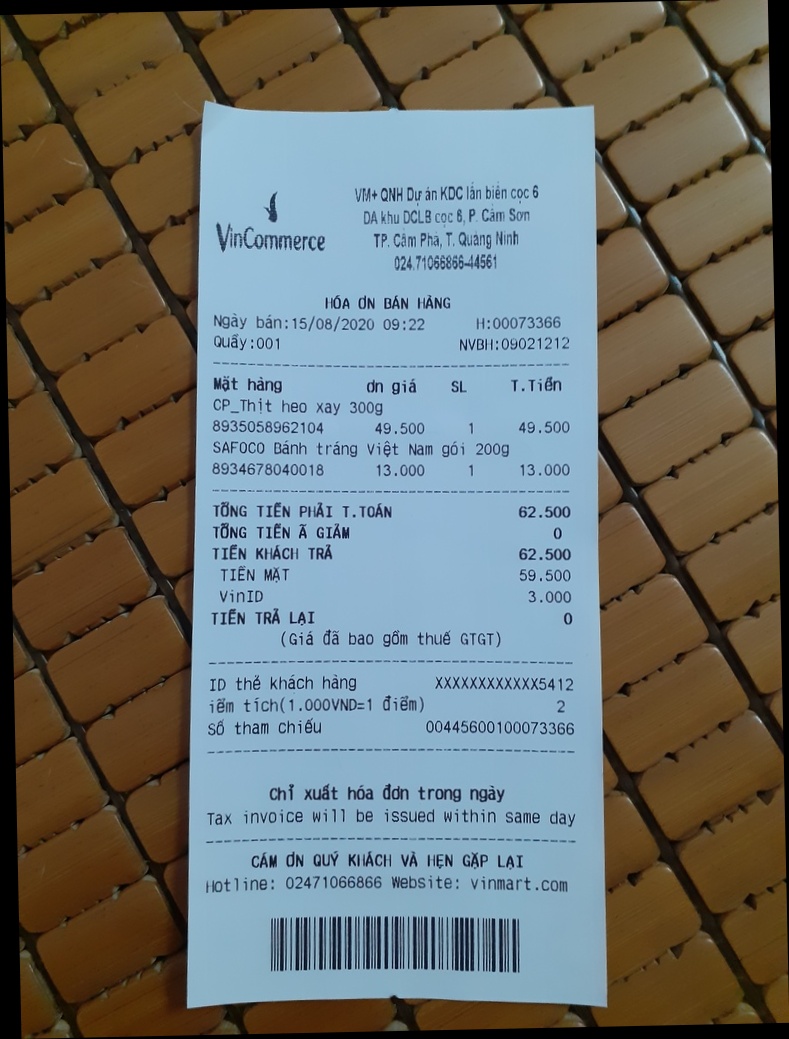 VinCommerce
VM+ QNH Dự án KDC lấn biển cọc 6
DA khu DCLB cọc 6, P. Cẩm Sơn
TP. Cẩm Phả, T. Quảng Ninh
024.71066866-44561
HÓA ƠN BÁN HÀNG
Ngày bán:15/08/2020 09:22 H:00073366
Quầy:001 NVBH:09021212
Mặt hàng ơn giá SL T.Tiền
CP_Thịt heo xay 300g
8935058962104 49.500 1 49.500
SAFOCO Bánh tráng Việt Nam gói 200g
8934678040018 13.000 1 13.000
TỔNG TIỀN PHẢI T.TOÁN 62.500
TỔNG TIỀN Ã GIẢM 0
TIỀN KHÁCH TRẢ 62.500
TIỀN MẶT 59.500
VinID 3.000
TIỀN TRẢ LẠI 0
(Giá đã bao gồm thuế GTGT)
ID thẻ khách hàng XXXXXXXXXXXX5412
iểm tích(1.000VND=1 điểm) 2
Số tham chiếu 00445600100073366
Chỉ xuất hóa đơn trong ngày
Tax invoice will be issued within same day
CÁM ƠN QUÝ KHÁCH VÀ HẸN GẶP LẠI
Hotline: 02471066866 Website: vinmart.com